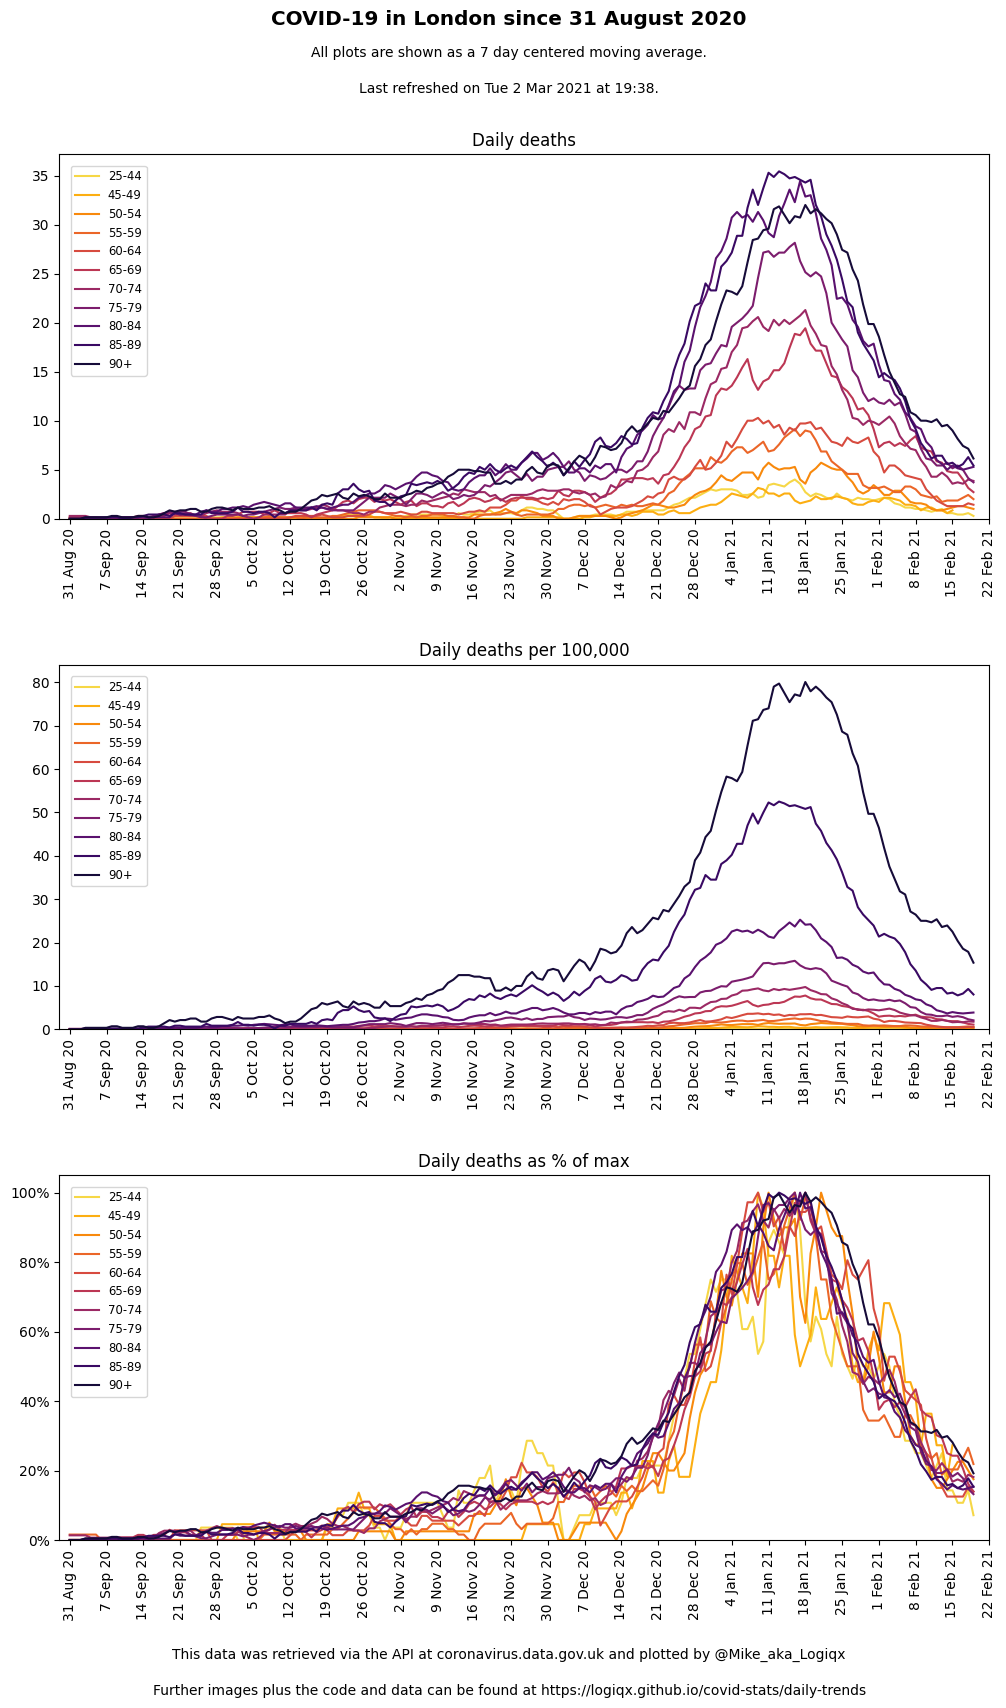 COVID-19 in London since 31 August 2020
All plots are shown as a 7 day centered moving average.
Last refreshed on Tue 2 Mar 2021 at 19:38.
Daily deaths
35
30
25
20
15
10
5
0
25-44
45-49
50-54
55-59
60-64
65-69
70-74
75-79
80-84
85-89
90+
31 Aug 20
7 Sep 20
14 Sep 20
21 Sep 20
28 Sep 20
5 Oct 20
12 Oct 20
19 Oct 20
26 Oct 20
2 Nov 20
9 Nov 20
16 Nov 20
23 Nov 20
30 Nov 20
7 Dec 20
14 Dec 20
21 Dec 20
28 Dec 20
4 Jan 21
11 Jan 21
18 Jan 21
25 Jan 21
1 Feb 21
8 Feb 21
15 Feb 21
22 Feb 21
Daily deaths per 100,000
80
70
60
50
40
30
20
10
0
25-44
45-49
50-54
55-59
60-64
65-69
70-74
75-79
80-84
85-89
90+
31 Aug 20
7 Sep 20
14 Sep 20
21 Sep 20
28 Sep 20
5 Oct 20
12 Oct 20
19 Oct 20
26 Oct 20
2 Nov 20
9 Nov 20
16 Nov 20
23 Nov 20
30 Nov 20
7 Dec 20
14 Dec 20
21 Dec 20
28 Dec 20
4 Jan 21
11 Jan 21
18 Jan 21
25 Jan 21
1 Feb 21
8 Feb 21
15 Feb 21
22 Feb 21
Daily deaths as % of max
100%
80%
60%
40%
20%
0%
25-44
45-49
50-54
55-59
60-64
65-69
70-74
75-79
80-84
85-89
90+
31 Aug 20
7 Sep 20
14 Sep 20
21 Sep 20
28 Sep 20
5 Oct 20
12 Oct 20
19 Oct 20
26 Oct 20
2 Nov 20
9 Nov 20
16 Nov 20
23 Nov 20
30 Nov 20
7 Dec 20
14 Dec 20
21 Dec 20
28 Dec 20
4 Jan 21
11 Jan 21
18 Jan 21
25 Jan 21
1 Feb 21
8 Feb 21
15 Feb 21
22 Feb 21
This data was retrieved via the API at coronavirus.data.gov.uk and plotted by @Mike_aka_Logiqx
Further images plus the code and data can be found at https://logiqx.github.io/covid-stats/daily-trends